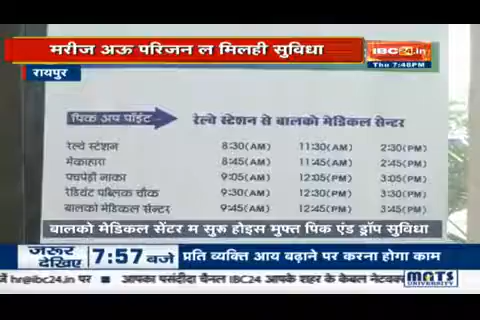 मरीज अऊ परिजन ल मिलही सुविधा
IBC24.in
Thu 7:48PM
रायपुर
पिक अप पॉइंट
रेल्वे स्टेशन से बालको मेडिकल सेन्टर
रेल्वे स्टेशन 8:30(AM) 11:30(AM) 2:30(PM)
मेकाहारा 8:45(AM) 11:45(AM) 2:45(PM)
पचपेड़ी नाका 9:05(AM) 12:05(PM) 3:05(PM)
रेडियंट पब्लिक चौक 9:30(AM) 12:30(PM) 3:30(PM)
बालको मेडिकल सेन्टर 9:45(AM) 12:45(PM) 3:45(PM)
बालको मेडिकल सेंटर म सुरू होइस मुफ्त पिक एंड ड्रॉप सुविधा
जरूर देखिए 7:57 बजे प्रति व्यक्ति आय बढ़ाने पर करना होगा काम
hr@ibc24.in आपका पसंदीदा चैनल IBC24 आपके शहर के केबल नेटवर्क
MATS
UNIVERSITY